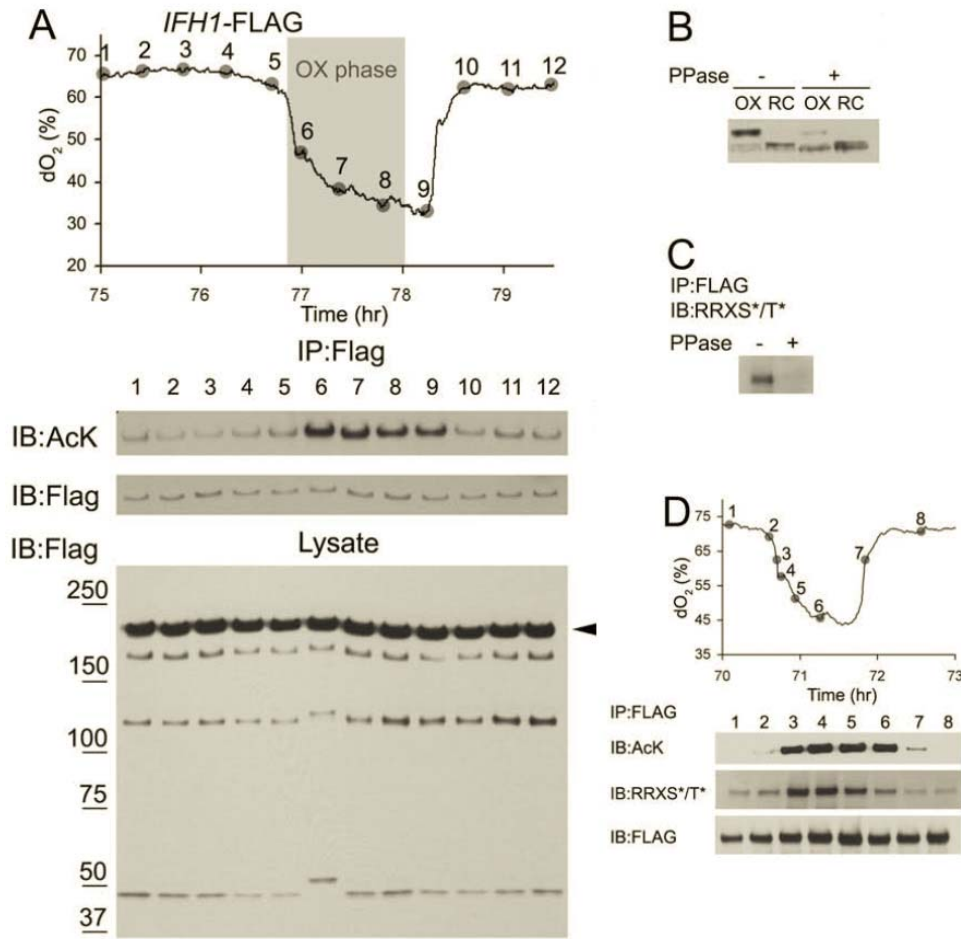 A
IFH1-FLAG
OX phase
70
60
50
40
30
20
dO2 (%)
1 2 3 4 5 6 7 8 9 10 11 12
75 76 77 78 79
Time (hr)
IP:Flag
1 2 3 4 5 6 7 8 9 10 11 12
IB:AcK
IB:Flag
IB:Flag
Lysate
250
150
100
75
50
37
B
PPase - +
OX RC OX RC
C
IP:FLAG
IB:RRXS*/T*
PPase - +
D
75
65
55
45
35
dO2 (%)
1 2 3 4 5 6 7 8
70 71 72 73
Time (hr)
IP:FLAG
1 2 3 4 5 6 7 8
IB:AcK
IB:RRXS*/T*
IB:FLAG